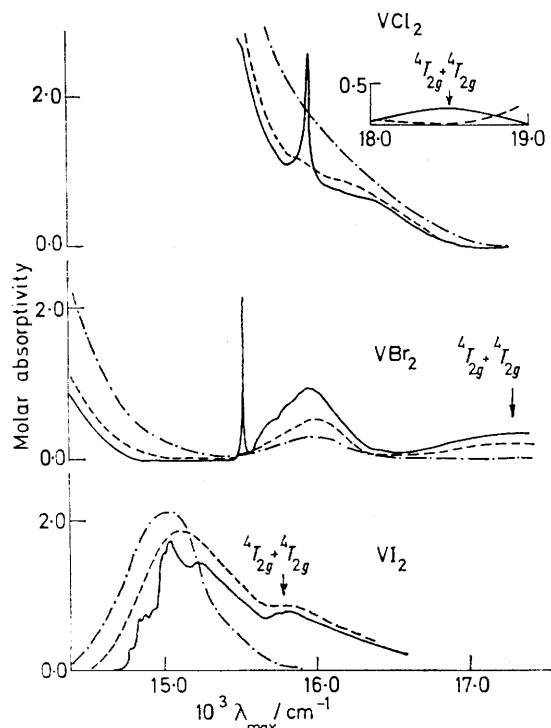 VCl₂
2·0
⁴T₂g+⁴T₂g
0·5
18·0 19·0
0·0
Molar absorptivity
2·0
VBr₂
⁴T₂g+⁴T₂g
0·0
2·0
⁴T₂g+⁴T₂g
VI₂
0·0
15·0 16·0 17·0
10³ λmax / cm⁻¹